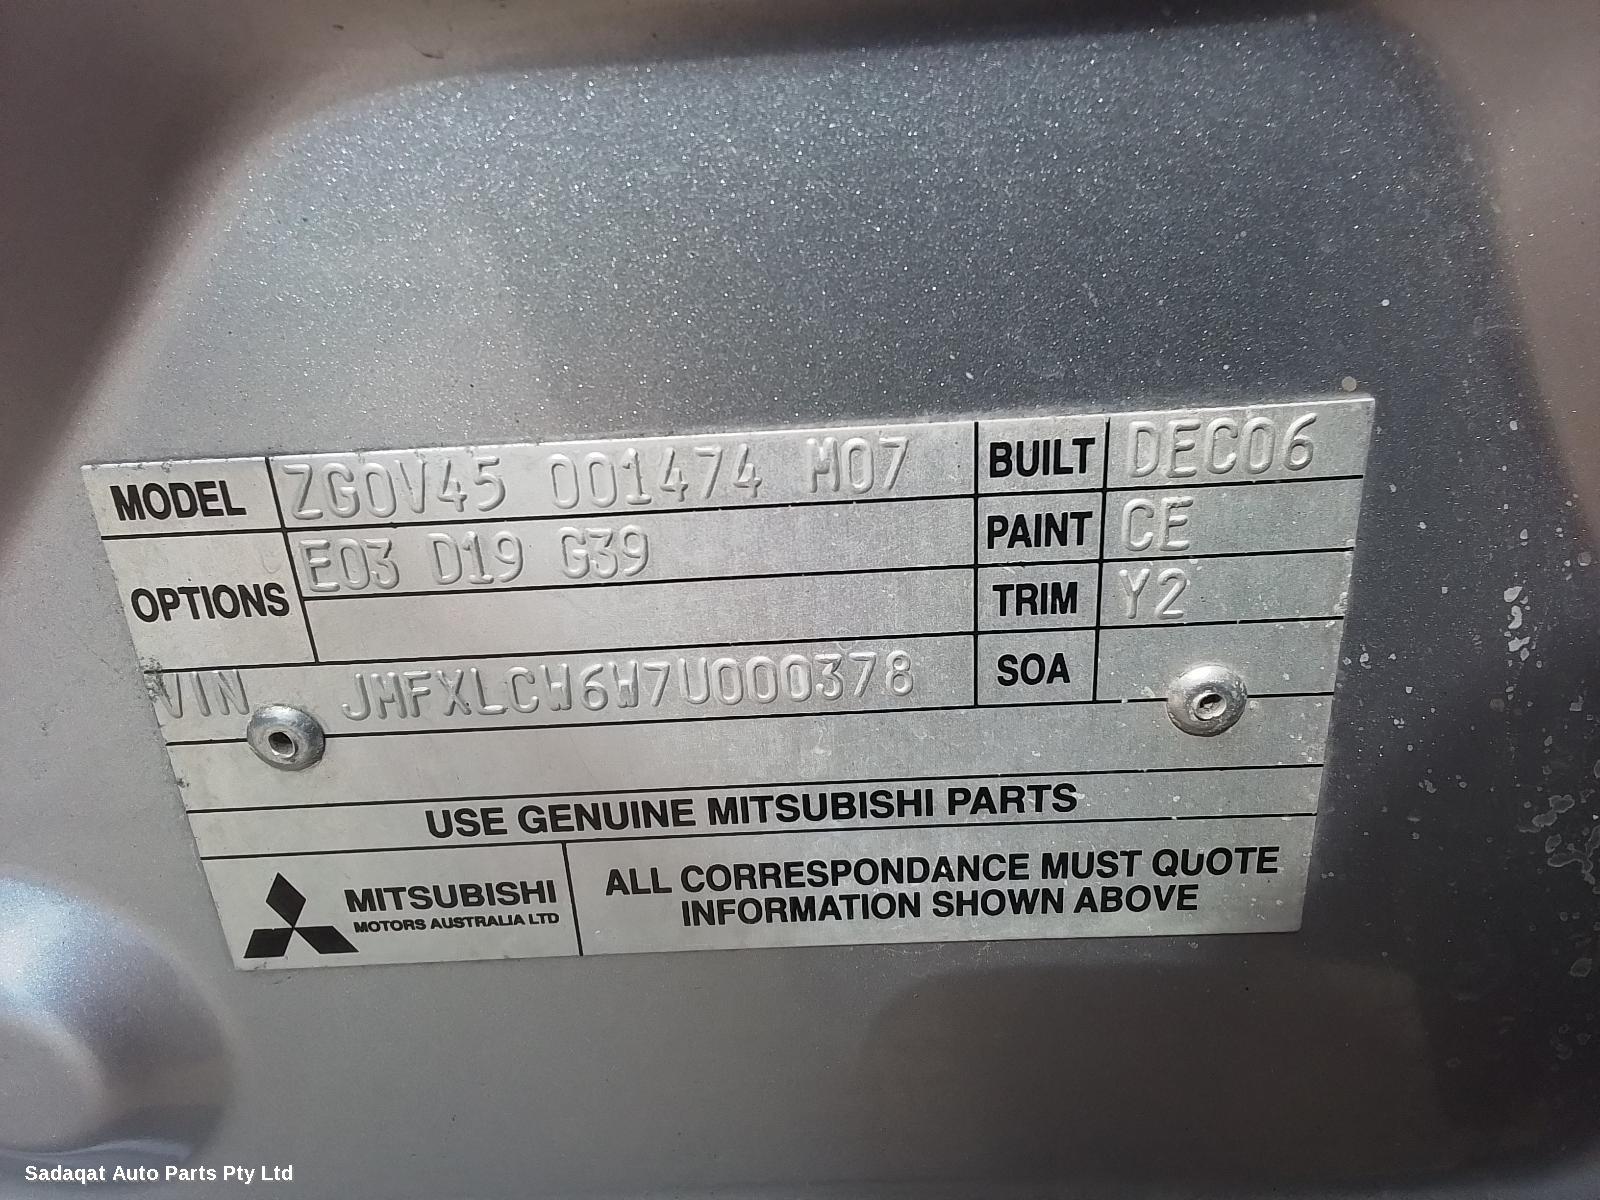 MODEL ZG0V45 001474 M07 BUILT DEC06
OPTIONS E03 D19 G39 PAINT CE
TRIM Y2
VIN JMFXLCW6W7U000378 SOA
USE GENUINE MITSUBISHI PARTS
MITSUBISHI
MOTORS AUSTRALIA LTD
ALL CORRESPONDANCE MUST QUOTE
INFORMATION SHOWN ABOVE
Sadaqat Auto Parts Pty Ltd